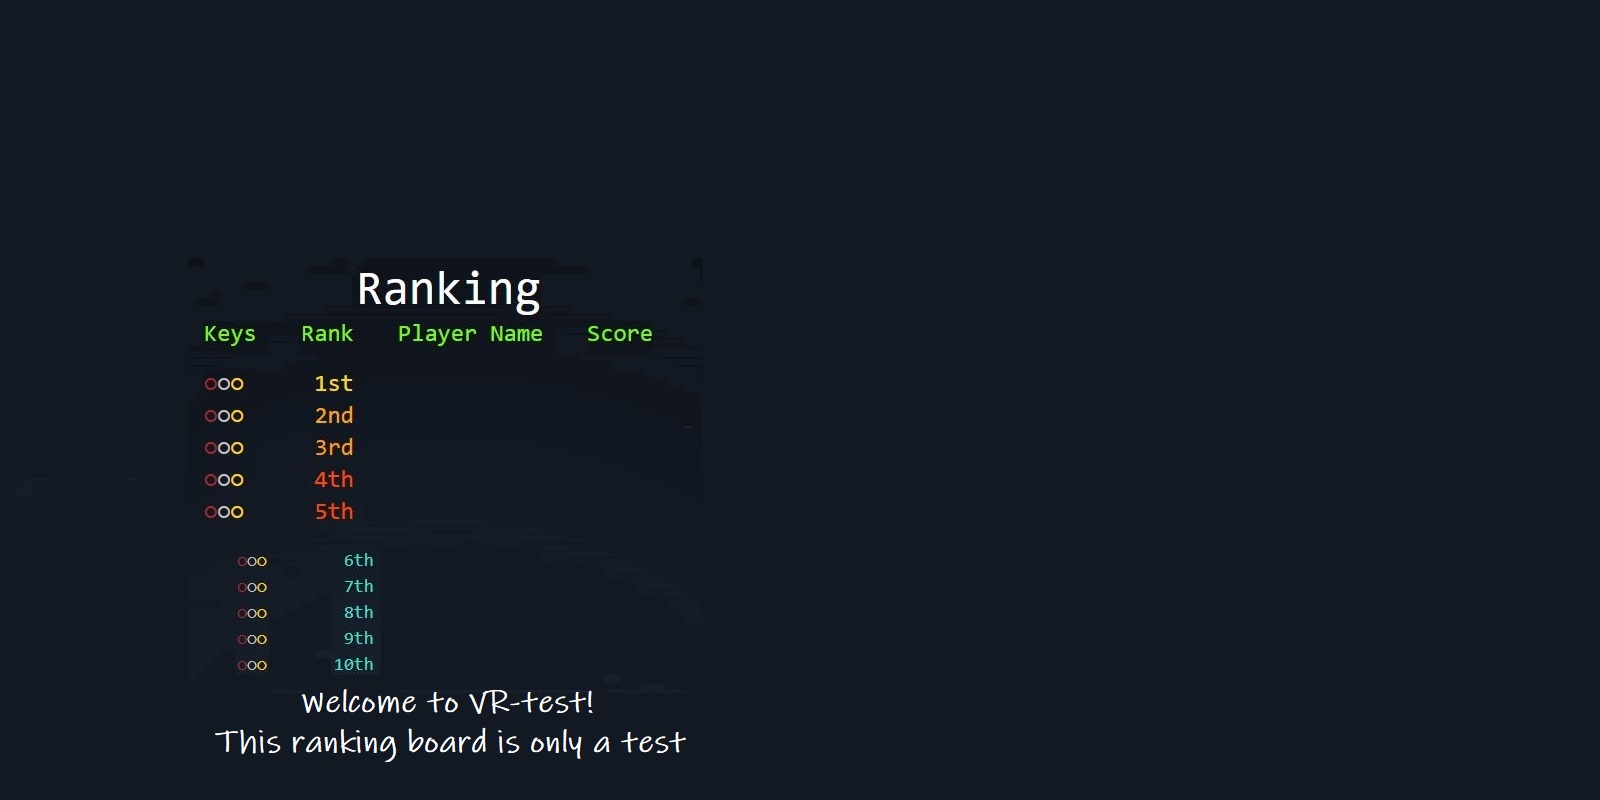 Ranking
Keys Rank Player Name Score
ooo 1st
ooo 2nd
ooo 3rd
ooo 4th
ooo 5th
ooo 6th
ooo 7th
ooo 8th
ooo 9th
ooo 10th
Welcome to VR-test!
This ranking board is only a test